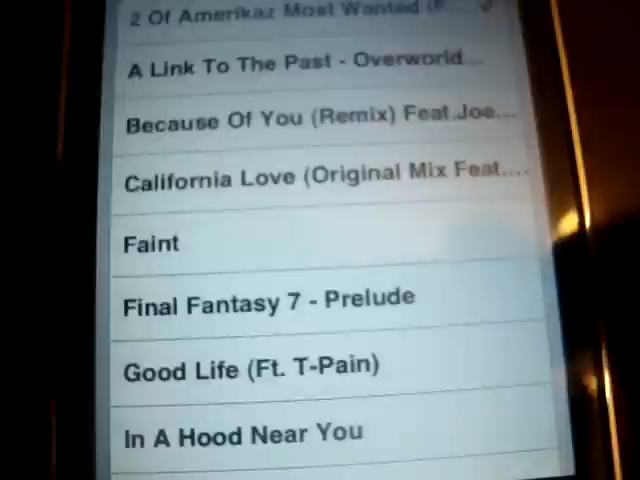 2 Of Amerikaz Most Wanted (F...
A Link To The Past - Overworld...
Because Of You (Remix) Feat.Joe...
California Love (Original Mix Feat....
Faint
Final Fantasy 7 - Prelude
Good Life (Ft. T-Pain)
In A Hood Near You